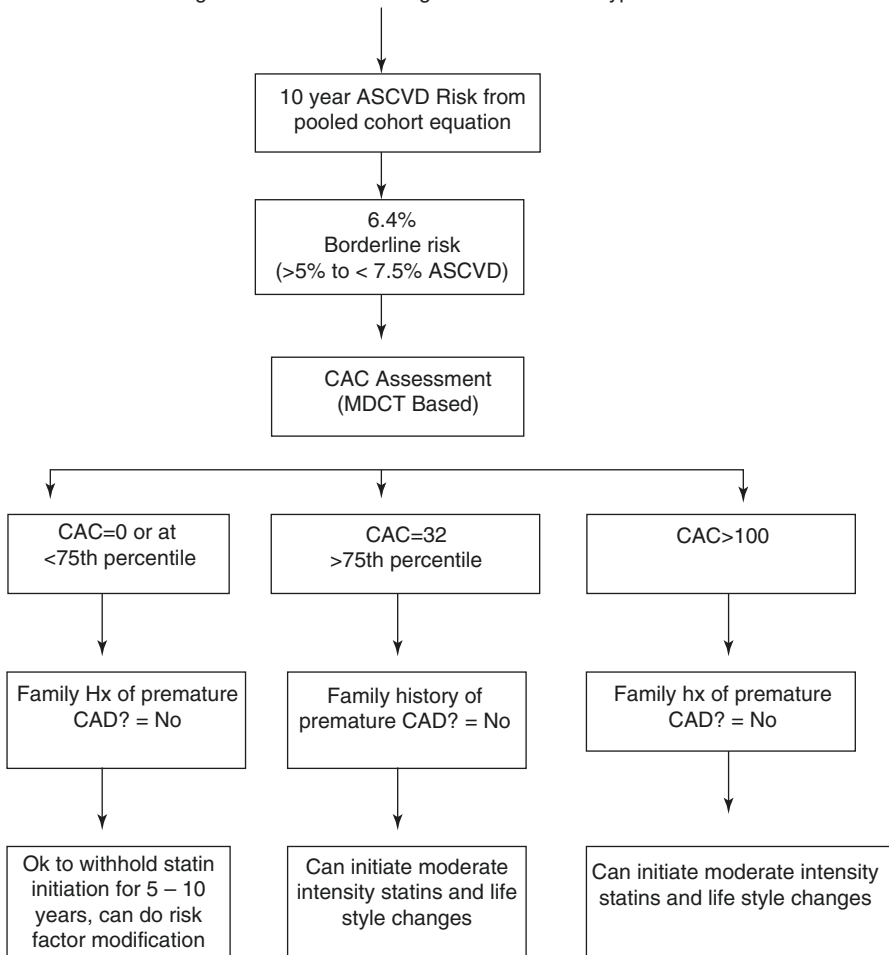 10 year ASCVD Risk from
pooled cohort equation
6.4%
Borderline risk
(>5% to < 7.5% ASCVD)
CAC Assessment
(MDCT Based)
CAC=0 or at
<75th percentile
CAC=32
>75th percentile
CAC>100
Family Hx of premature
CAD? = No
Family history of
premature CAD? = No
Family hx of premature
CAD? = No
Ok to withhold statin
initiation for 5 – 10
years, can do risk
factor modification
Can initiate moderate
intensity statins and life
style changes
Can initiate moderate intensity
statins and life style changes